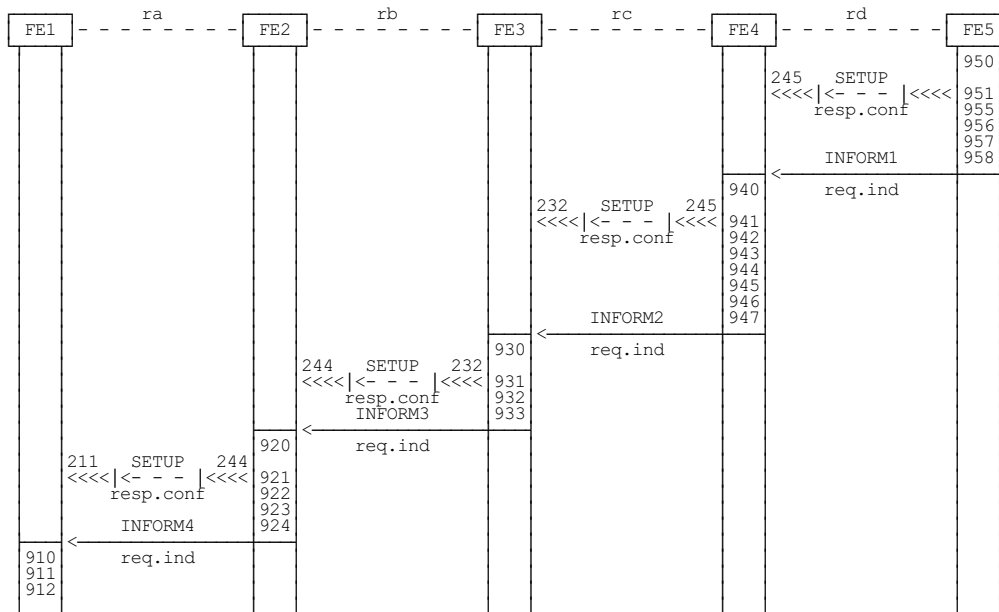 ra rb rc rd
FE1 FE2 FE3 FE4 FE5
950
245 SETUP
<<<<|<- - - |<<<< 951
resp.conf 955
956
957
INFORM1 958
940 req.ind
232 SETUP 245
<<<<|<- - - |<<<< 941
resp.conf 942
943
944
945
946
INFORM2 947
930 req.ind
244 SETUP 232
<<<<|<- - - |<<<< 931
resp.conf 932
INFORM3 933
920 req.ind
211 SETUP 244
<<<<|<- - - |<<<< 921
resp.conf 922
923
INFORM4 924
910 req.ind
911
912